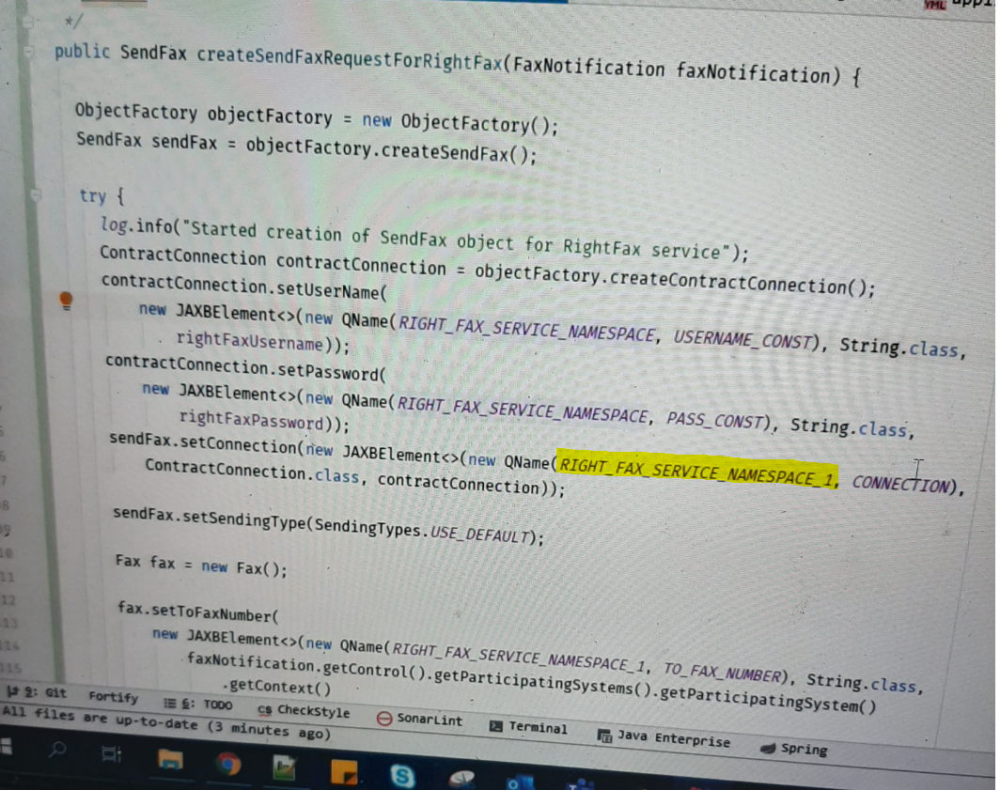 YML
*/
public SendFax createSendFaxRequestForRightFax(FaxNotification faxNotification) {
ObjectFactory objectFactory = new ObjectFactory();
SendFax sendFax = objectFactory.createSendFax();
try {
log.info("Started creation of SendFax object for RightFax service");
ContractConnection contractConnection = objectFactory.createContractConnection();
contractConnection.setUserName(
new JAXBElement<>(new QName(RIGHT_FAX_SERVICE_NAMESPACE, USERNAME_CONST), String.class,
rightFaxUsername));
contractConnection.setPassword(
new JAXBElement<>(new QName(RIGHT_FAX_SERVICE_NAMESPACE, PASS_CONST), String.class,
rightFaxPassword));
sendFax.setConnection(new JAXBElement<>(new QName(RIGHT_FAX_SERVICE_NAMESPACE_1, CONNECTION),
ContractConnection.class, contractConnection));
sendFax.setSendingType(SendingTypes.USE_DEFAULT);
Fax fax = new Fax();
fax.setToFaxNumber(
new JAXBElement<>(new QName(RIGHT_FAX_SERVICE_NAMESPACE_1, TO_FAX_NUMBER), String.class,
faxNotification.getControl().getParticipatingSystems().getParticipatingSystem()
.getContext()
9: Git Fortify 6: TODO CheckStyle SonarLint Terminal Java Enterprise Spring
All files are up-to-date (3 minutes ago)